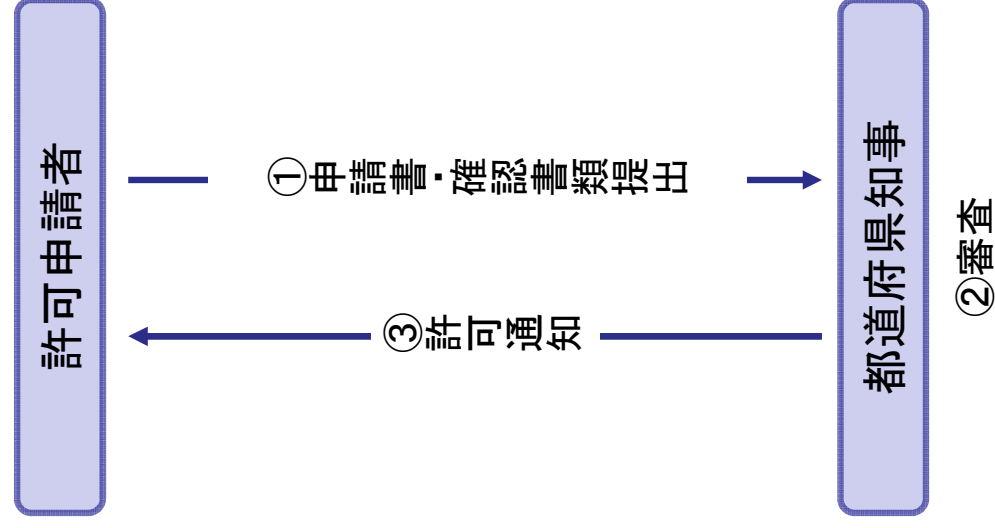 許可申請者
①申請書・確認書類提出
③許可通知
都道府県知事
②審査